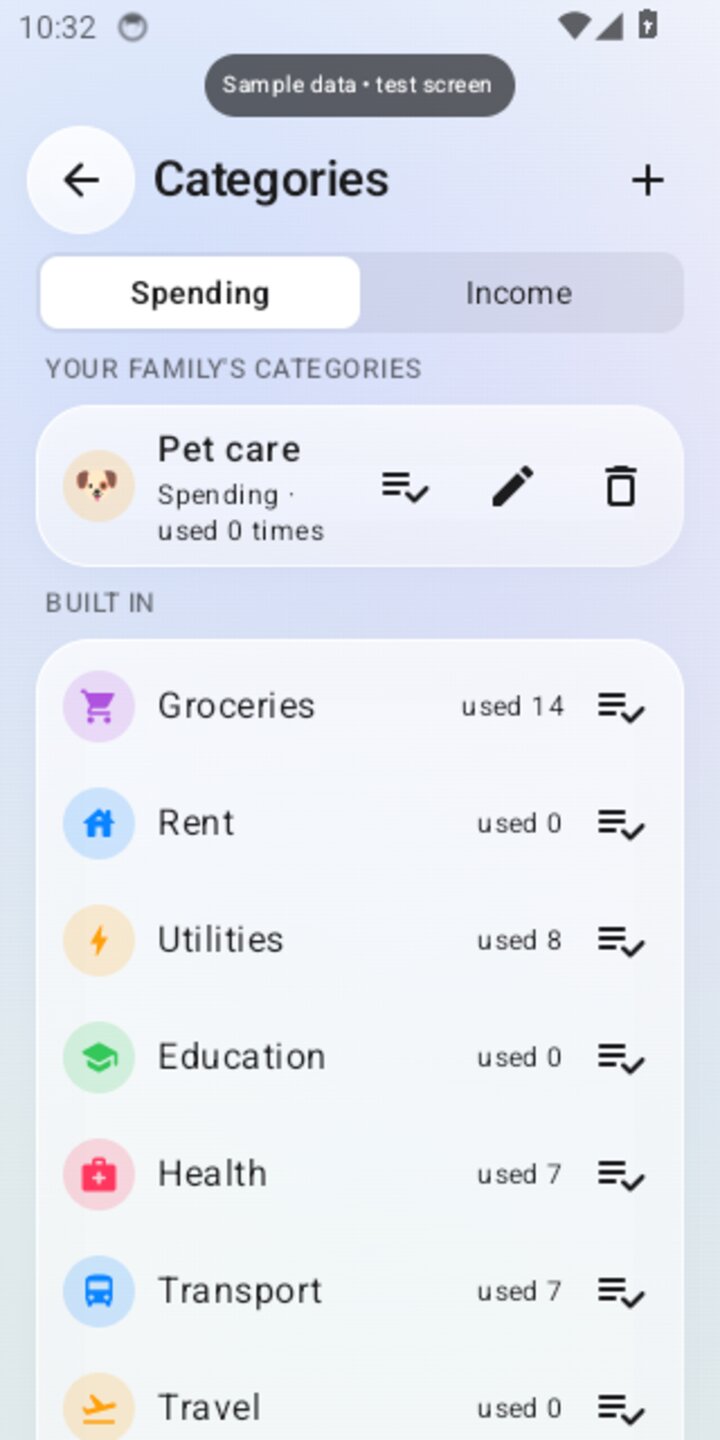 10:32
Sample data • test screen
Categories
Spending
Income
YOUR FAMILY'S CATEGORIES
Pet care
Spending ·
used 0 times
BUILT IN
Groceries
used 14
Rent
used 0
Utilities
used 8
Education
used 0
Health
used 7
Transport
used 7
Travel
used 0